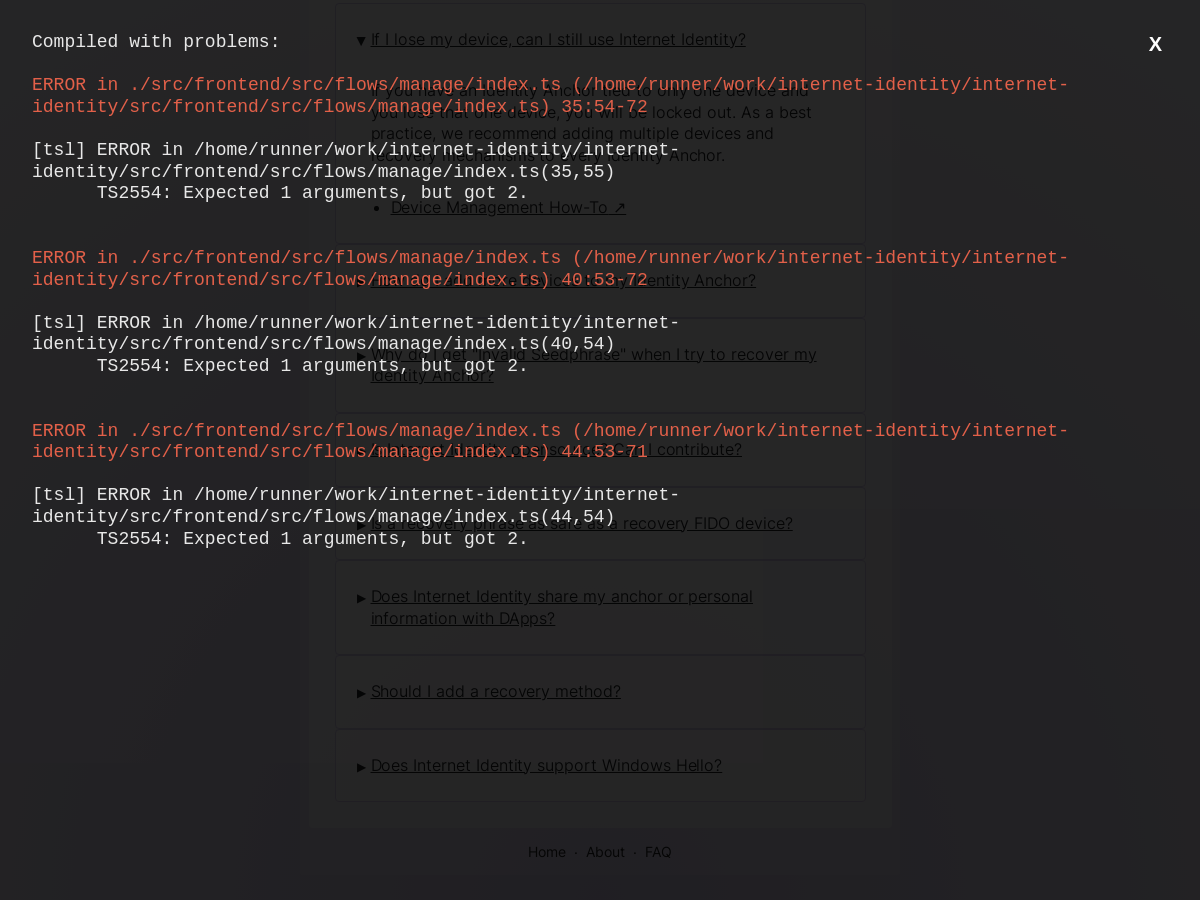 Compiled with problems:
X
ERROR in ./src/frontend/src/flows/manage/index.ts (/home/runner/work/internet-identity/internet-
identity/src/frontend/src/flows/manage/index.ts) 35:54-72
[tsl] ERROR in /home/runner/work/internet-identity/internet-
identity/src/frontend/src/flows/manage/index.ts(35,55)
TS2554: Expected 1 arguments, but got 2.
ERROR in ./src/frontend/src/flows/manage/index.ts (/home/runner/work/internet-identity/internet-
identity/src/frontend/src/flows/manage/index.ts) 40:53-72
[tsl] ERROR in /home/runner/work/internet-identity/internet-
identity/src/frontend/src/flows/manage/index.ts(40,54)
TS2554: Expected 1 arguments, but got 2.
ERROR in ./src/frontend/src/flows/manage/index.ts (/home/runner/work/internet-identity/internet-
identity/src/frontend/src/flows/manage/index.ts) 44:53-71
[tsl] ERROR in /home/runner/work/internet-identity/internet-
identity/src/frontend/src/flows/manage/index.ts(44,54)
TS2554: Expected 1 arguments, but got 2.
▼ If I lose my device, can I still use Internet Identity?
If you have an Identity Anchor tied to only one device and
you lose that one device, you will be locked out. As a best
practice, we recommend adding multiple devices and
recovery mechanisms to every Identity Anchor.
• Device Management How-To ↗
Identity Anchor?
▶ Why do I get "Invalid Seedphrase" when I try to recover my
Identity Anchor?
I contribute?
▶ Is a recovery phrase as safe as a recovery FIDO device?
▶ Does Internet Identity share my anchor or personal
information with DApps?
▶ Should I add a recovery method?
▶ Does Internet Identity support Windows Hello?
Home · About · FAQ